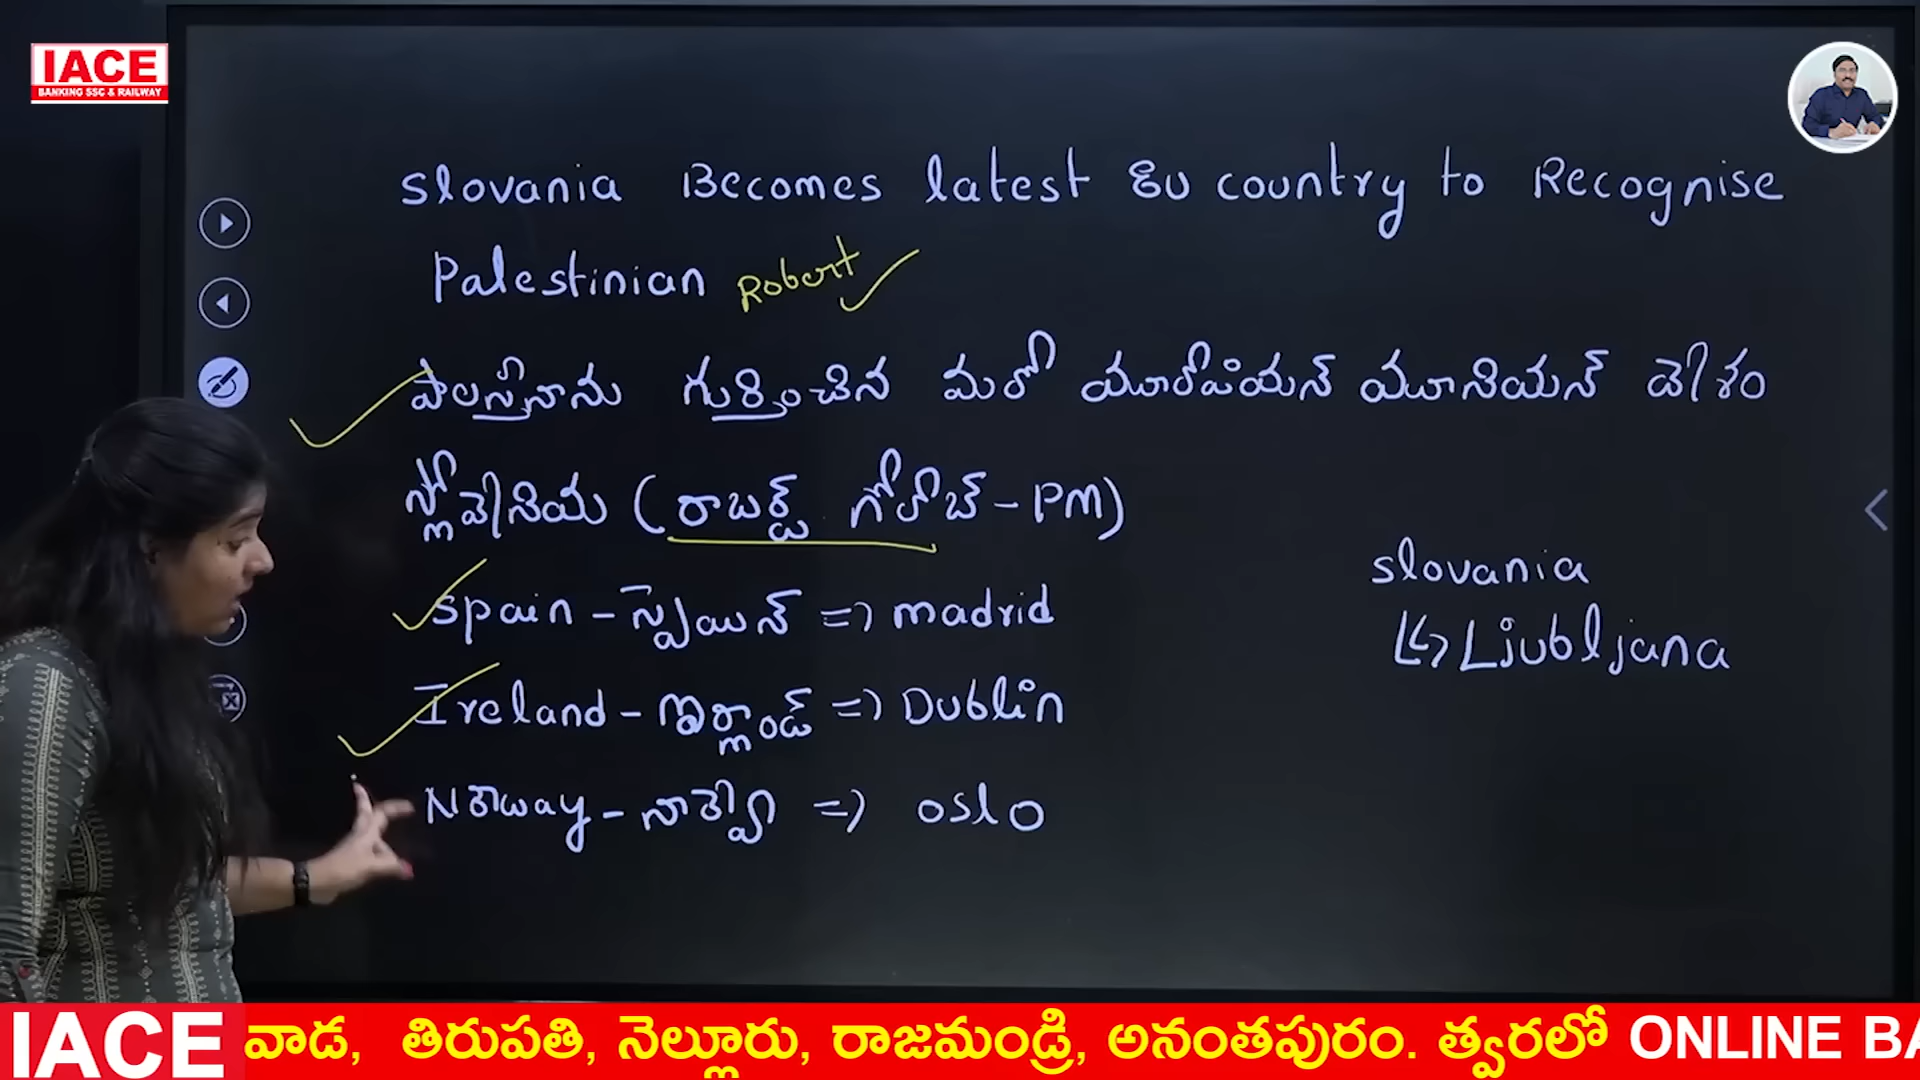 IACE
BANKING SSC & RAILWAY
Slovania Becomes latest EU country to Recognise
Palestinian Robert
పాలస్తీనాను గుర్తించిన మరో యూరోపియన్ యూనియన్ దేశం
స్లోవేనియ (రాబర్ట్ గోలోబ్ - PM)
Spain - స్పెయిన్ => madrid
Ireland - ఐర్లాండ్ => Dublin
Norway - నార్వే => oslo
slovania
↳ Ljubljana
IACE వాడ, తిరుపతి, నెల్లూరు, రాజమండ్రి, అనంతపురం. త్వరలో ONLINE BA